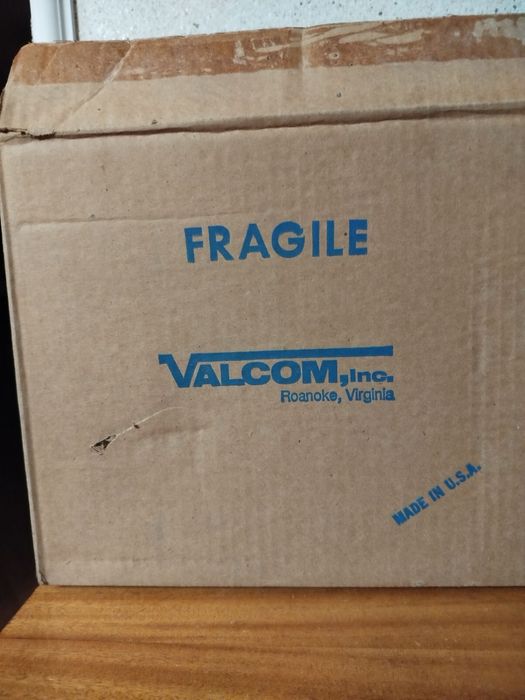 FRAGILE
VALCOM, Inc.
Roanoke, Virginia
MADE IN U.S.A.